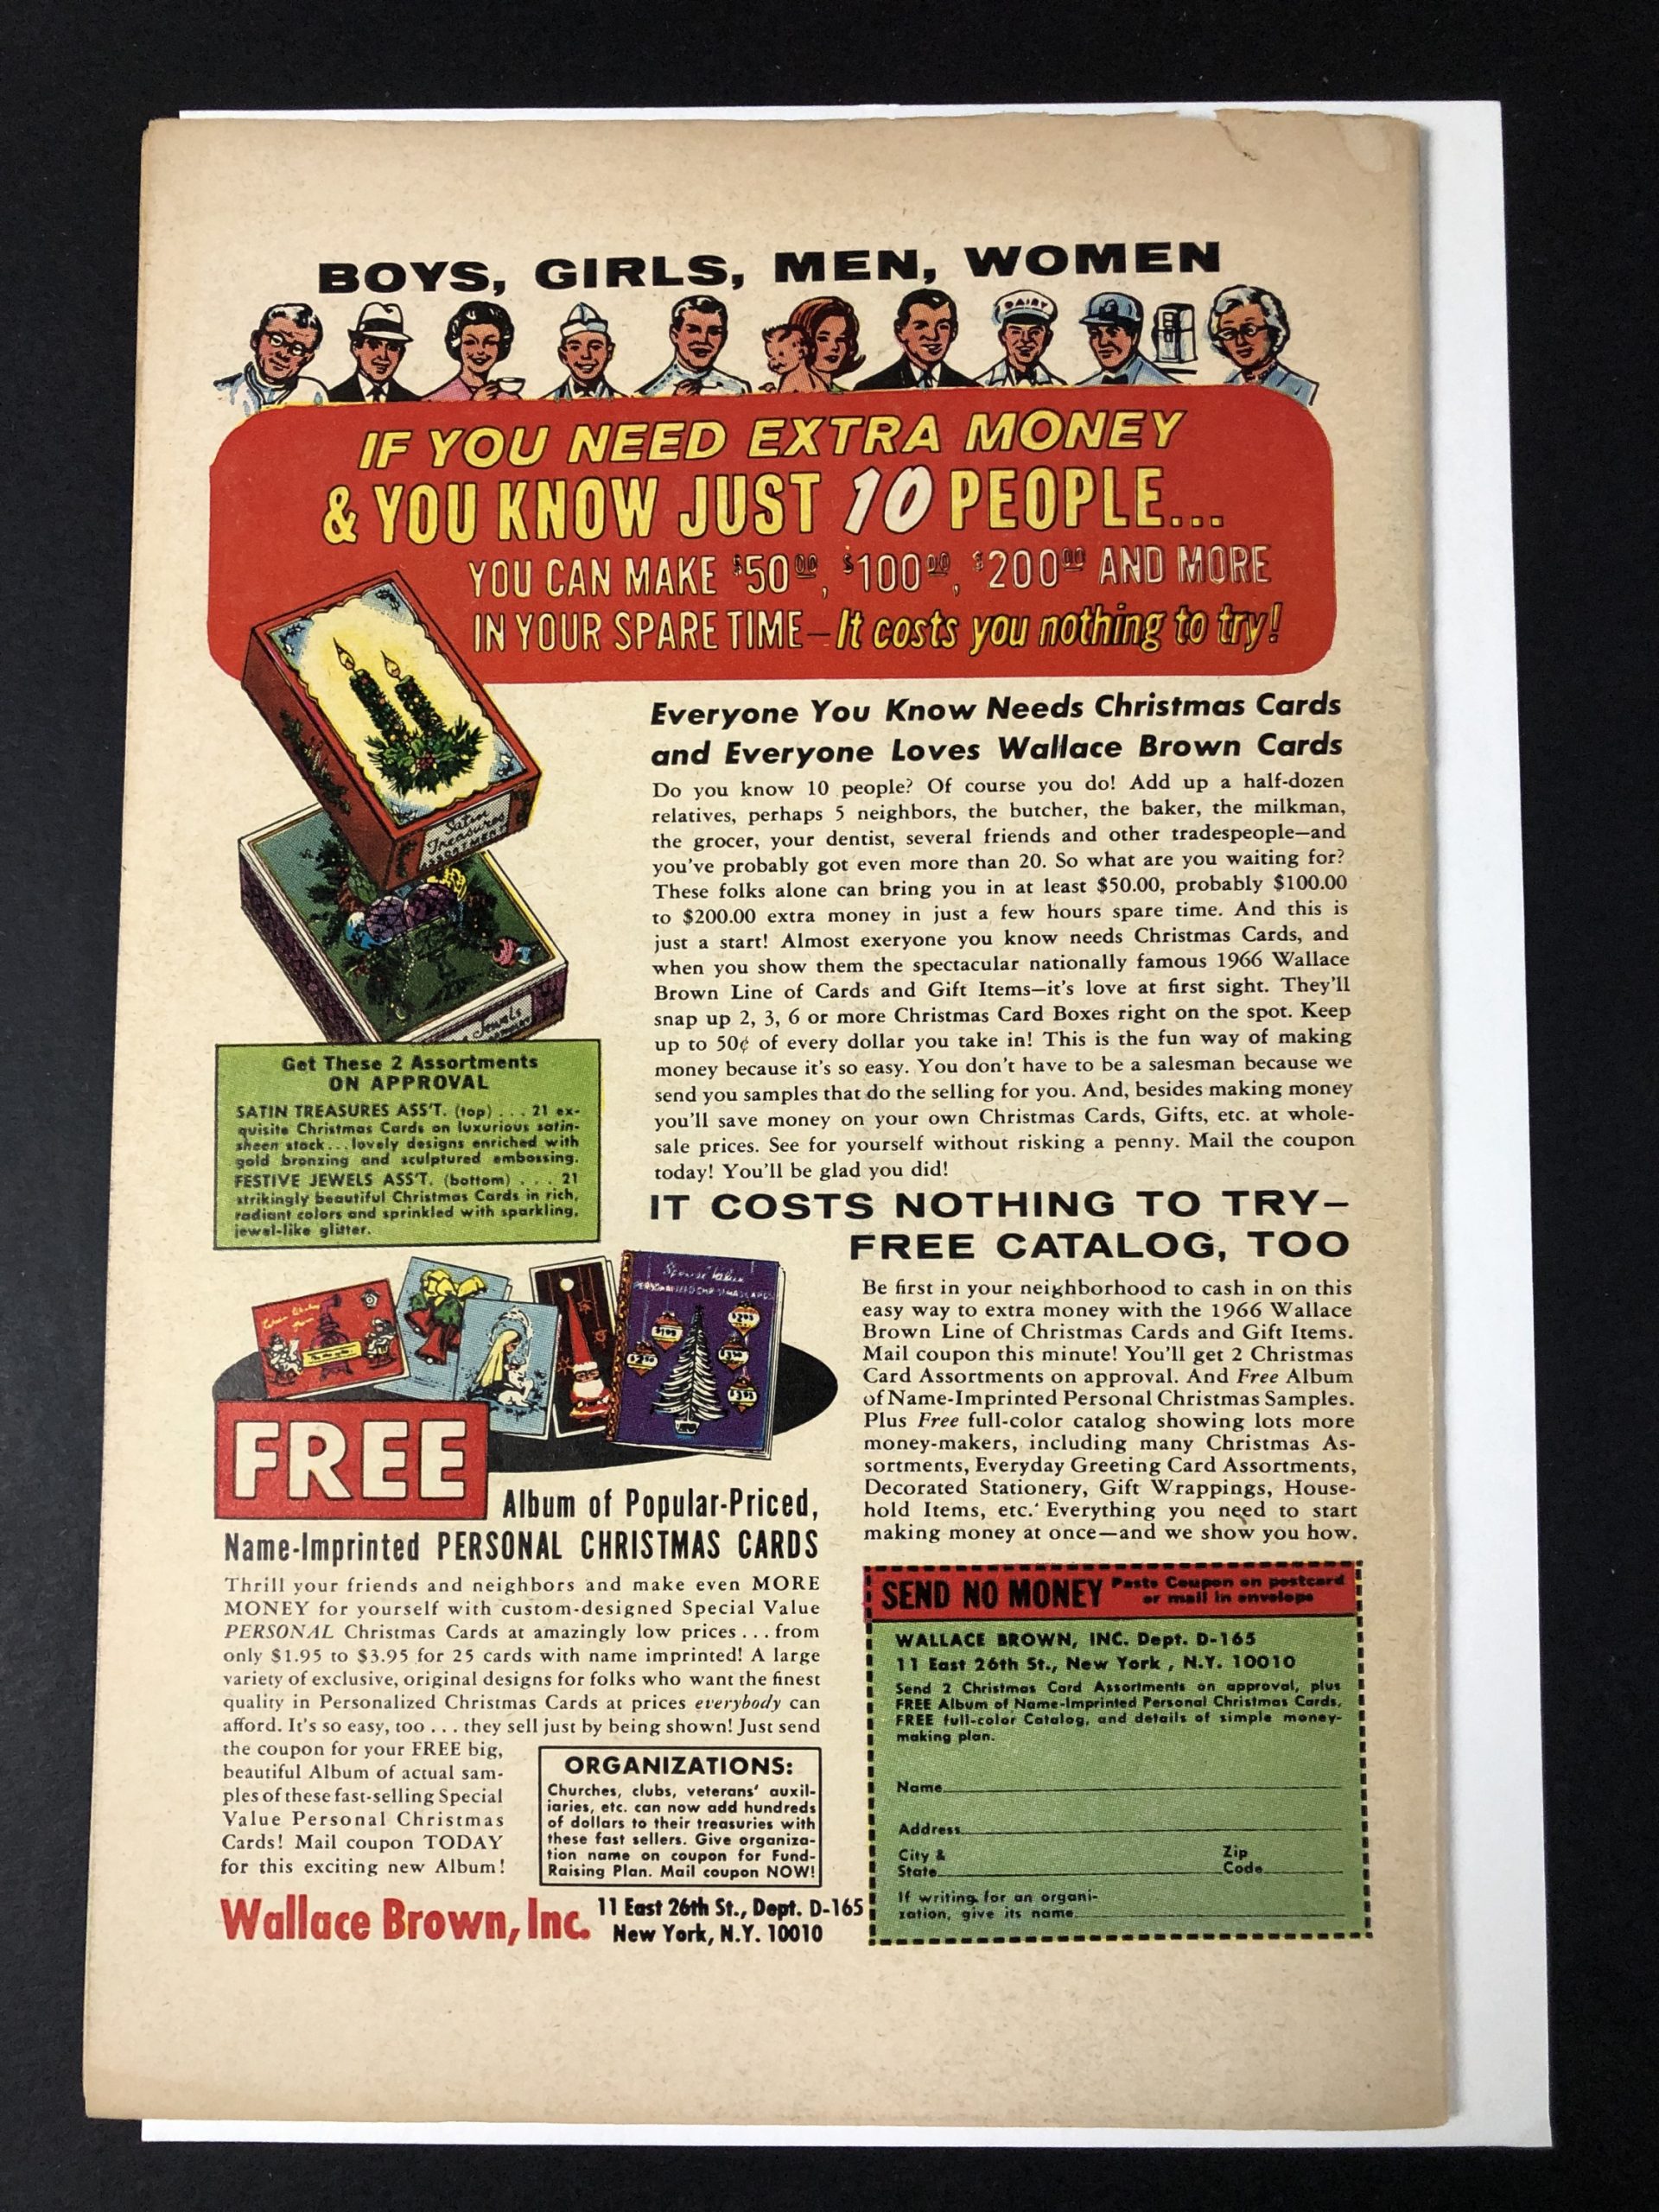 BOYS, GIRLS, MEN, WOMEN
DAIRY
IF YOU NEED EXTRA MONEY
& YOU KNOW JUST 10 PEOPLE...
YOU CAN MAKE $50.00, $100.00, $200.00 AND MORE
IN YOUR SPARE TIME—It costs you nothing to try!
Satin
Treasures
ASSORTMENT
Jewels
Everyone You Know Needs Christmas Cards
and Everyone Loves Wallace Brown Cards
Do you know 10 people? Of course you do! Add up a half-dozen
relatives, perhaps 5 neighbors, the butcher, the baker, the milkman,
the grocer, your dentist, several friends and other tradespeople—and
you've probably got even more than 20. So what are you waiting for?
These folks alone can bring you in at least $50.00, probably $100.00
to $200.00 extra money in just a few hours spare time. And this is
just a start! Almost exeryone you know needs Christmas Cards, and
when you show them the spectacular nationally famous 1966 Wallace
Brown Line of Cards and Gift Items—it's love at first sight. They'll
snap up 2, 3, 6 or more Christmas Card Boxes right on the spot. Keep
up to 50¢ of every dollar you take in! This is the fun way of making
money because it's so easy. You don't have to be a salesman because we
send you samples that do the selling for you. And, besides making money
you'll save money on your own Christmas Cards, Gifts, etc. at whole-
sale prices. See for yourself without risking a penny. Mail the coupon
today! You'll be glad you did!
Get These 2 Assortments
ON APPROVAL
SATIN TREASURES ASS'T. (top) . . . 21 ex-
quisite Christmas Cards on luxurious satin-
sheen stock...lovely designs enriched with
gold bronzing and sculptured embossing.
FESTIVE JEWELS ASS'T. (bottom) . . . 21
strikingly beautiful Christmas Cards in rich,
radiant colors and sprinkled with sparkling,
jewel-like glitter.
IT COSTS NOTHING TO TRY—
FREE CATALOG, TOO
Be first in your neighborhood to cash in on this
easy way to extra money with the 1966 Wallace
Brown Line of Christmas Cards and Gift Items.
Mail coupon this minute! You'll get 2 Christmas
Card Assortments on approval. And Free Album
of Name-Imprinted Personal Christmas Samples.
Plus Free full-color catalog showing lots more
money-makers, including many Christmas As-
sortments, Everyday Greeting Card Assortments,
Decorated Stationery, Gift Wrappings, House-
hold Items, etc. Everything you need to start
making money at once—and we show you how.
Special Value
PERSONALIZED CHRISTMAS CARDS
$1.95
$2.95
$3.95
FREE
Album of Popular-Priced,
Name-Imprinted PERSONAL CHRISTMAS CARDS
Thrill your friends and neighbors and make even MORE
MONEY for yourself with custom-designed Special Value
PERSONAL Christmas Cards at amazingly low prices . . . from
only $1.95 to $3.95 for 25 cards with name imprinted! A large
variety of exclusive, original designs for folks who want the finest
quality in Personalized Christmas Cards at prices everybody can
afford. It's so easy, too . . . they sell just by being shown! Just send
the coupon for your FREE big,
beautiful Album of actual sam-
ples of these fast-selling Special
Value Personal Christmas
Cards! Mail coupon TODAY
for this exciting new Album!
ORGANIZATIONS:
Churches, clubs, veterans' auxil-
iaries, etc. can now add hundreds
of dollars to their treasuries with
these fast sellers. Give organiza-
tion name on coupon for Fund-
Raising Plan. Mail coupon NOW!
Wallace Brown, Inc. 11 East 26th St., Dept. D-165
New York, N.Y. 10010
SEND NO MONEY Paste Coupon on postcard
or mail in envelope
WALLACE BROWN, INC. Dept. D-165
11 East 26th St., New York , N.Y. 10010
Send 2 Christmas Card Assortments on approval, plus
FREE Album of Name-Imprinted Personal Christmas Cards,
FREE full-color Catalog, and details of simple money-
making plan.
Name
Address
City &
State
Zip
Code
If writing for an organi-
zation, give its name